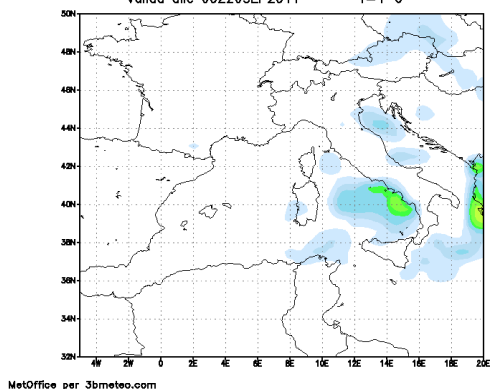 50N
48N
46N
44N
42N
40N
38N
36N
34N
32N
4W 2W 0 2E 4E 6E 8E 10E 12E 14E 16E 18E 20E
MetOffice per 3bmeteo.com